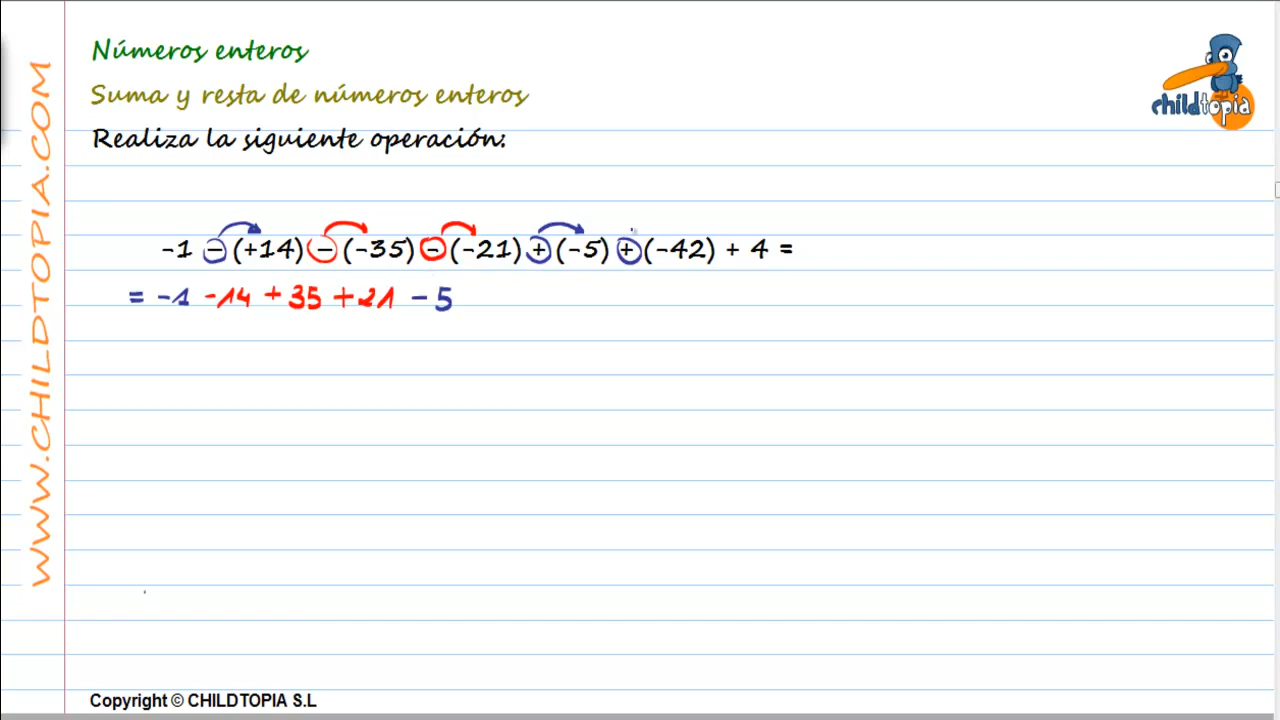 Números enteros
Suma y resta de números enteros
Realiza la siguiente operación:
childtopia
WWW.CHILDTOPIA.COM
-1 - (+14) - (-35) - (-21) + (-5) + (-42) + 4 =
= -1 -14 + 35 + 21 - 5
Copyright © CHILDTOPIA S.L